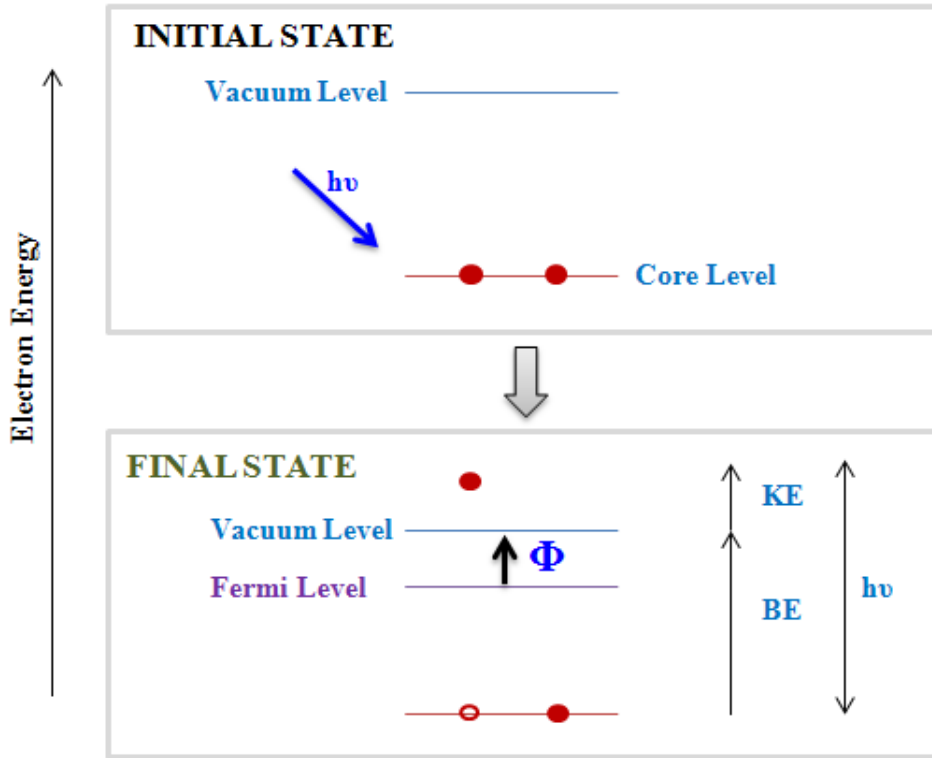 INITIAL STATE
Vacuum Level
hυ
Core Level
Electron Energy
FINAL STATE
KE
Vacuum Level
Φ
Fermi Level
BE
hυ